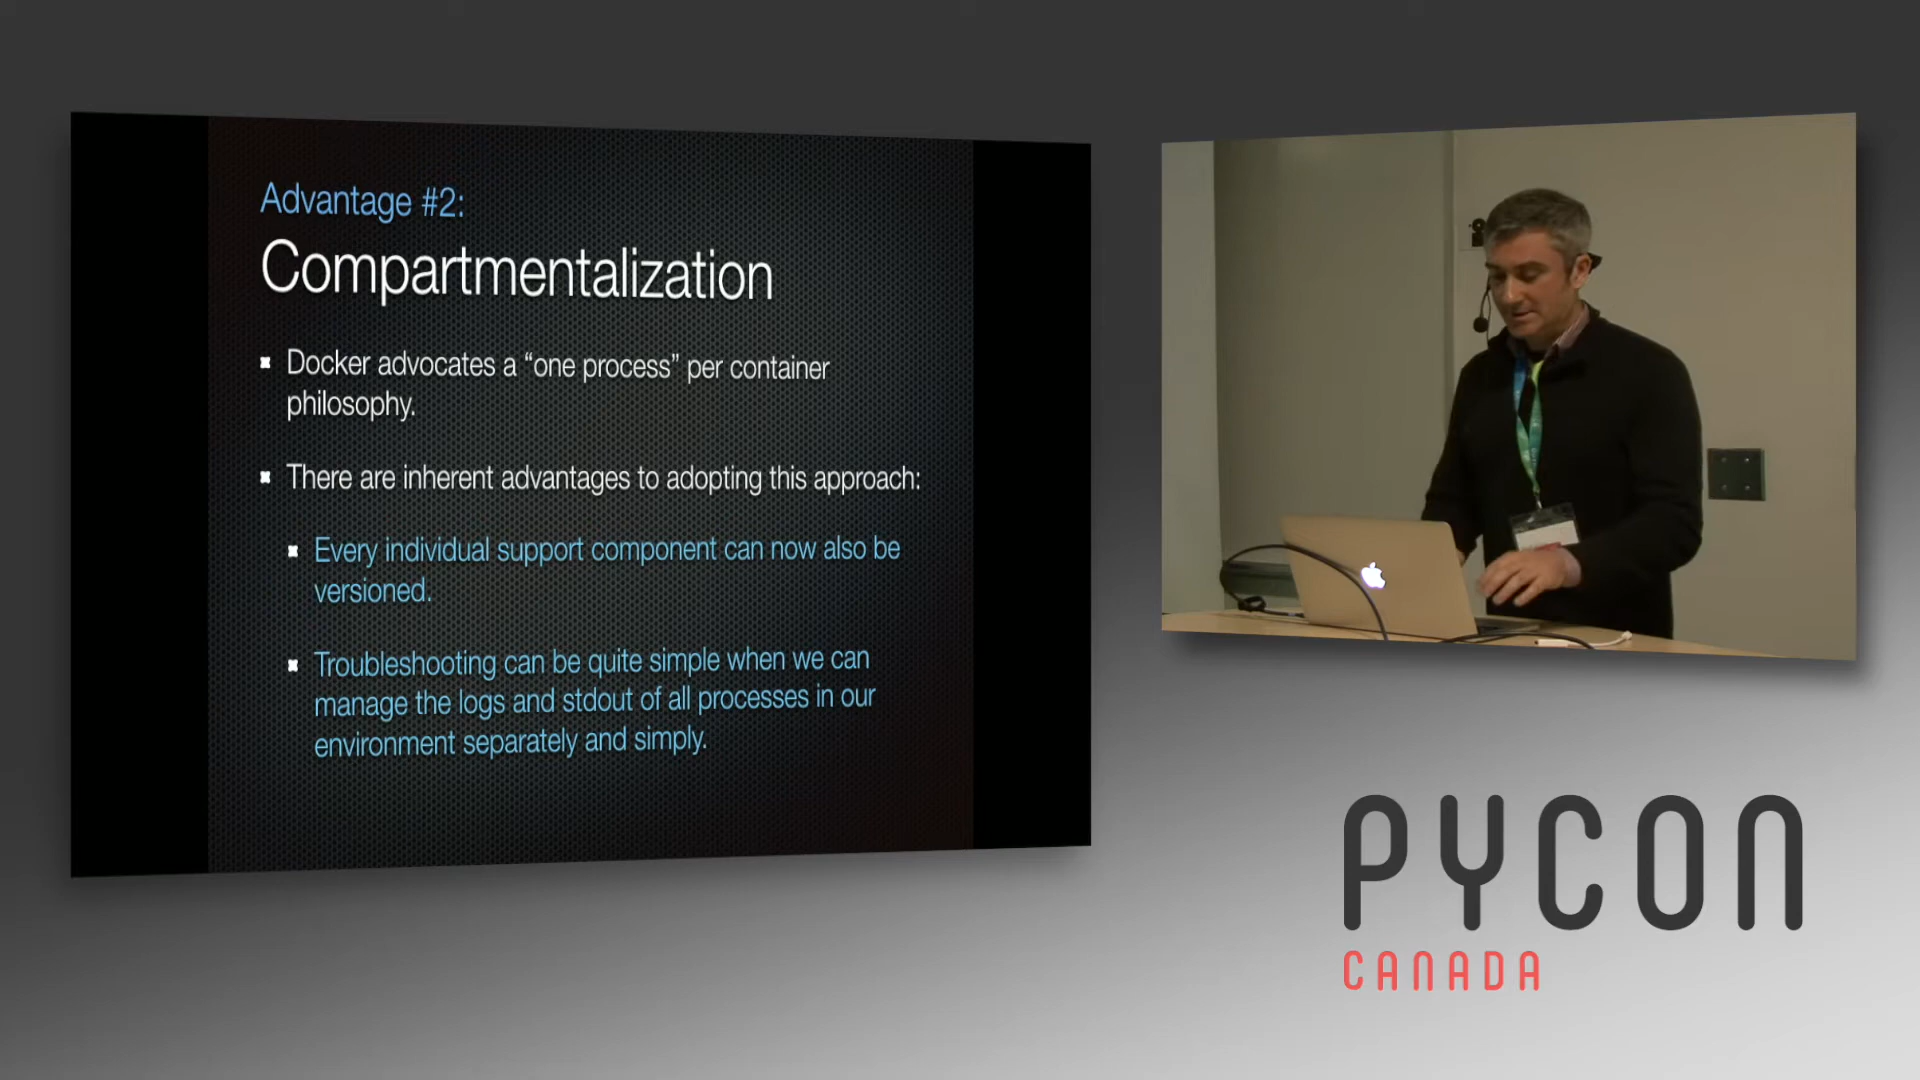 Advantage #2:
Compartmentalization
Docker advocates a “one process” per container
philosophy.
There are inherent advantages to adopting this approach:
Every individual support component can now also be
versioned.
Troubleshooting can be quite simple when we can
manage the logs and stdout of all processes in our
environment separately and simply.
PYCON
CANADA